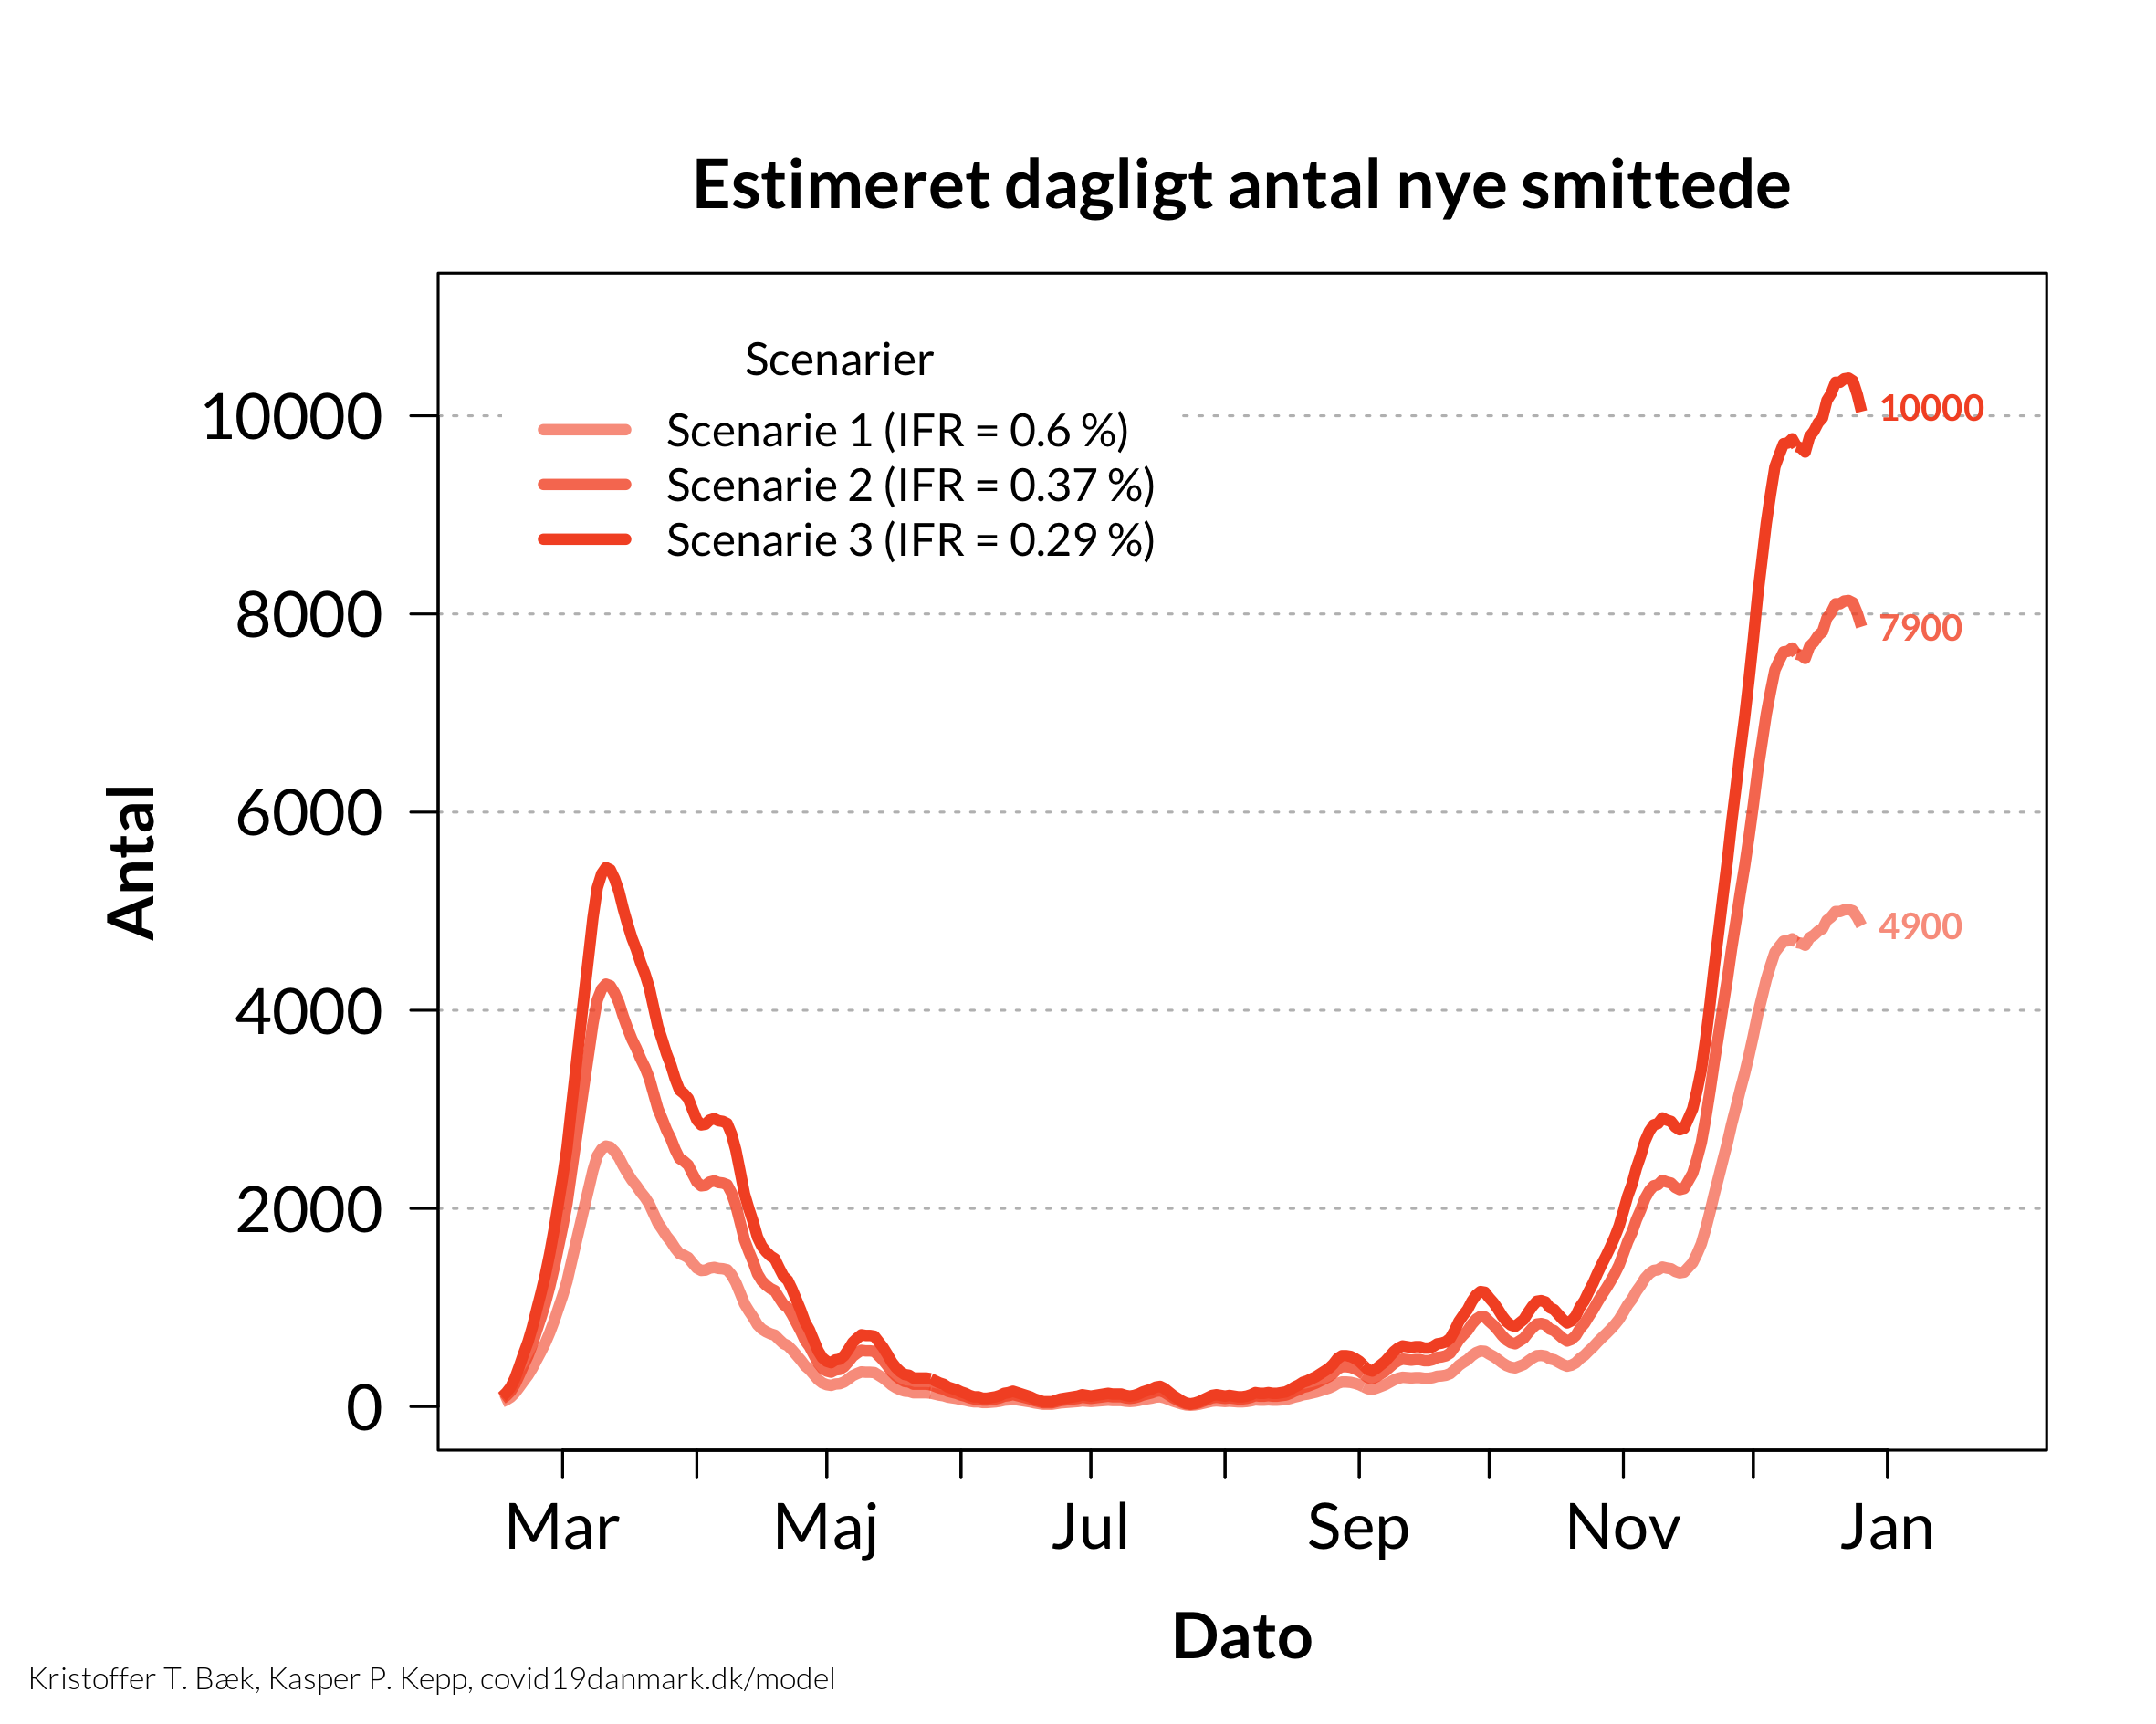 Estimeret dagligt antal nye smittede
Scenarier
Scenarie 1 (IFR = 0.6 %)
Scenarie 2 (IFR = 0.37 %)
Scenarie 3 (IFR = 0.29 %)
10000
8000
6000
4000
2000
0
Antal
10000
7900
4900
Mar
Maj
Jul
Sep
Nov
Jan
Dato
Kristoffer T. Bæk, Kasper P. Kepp, covid19danmark.dk/model